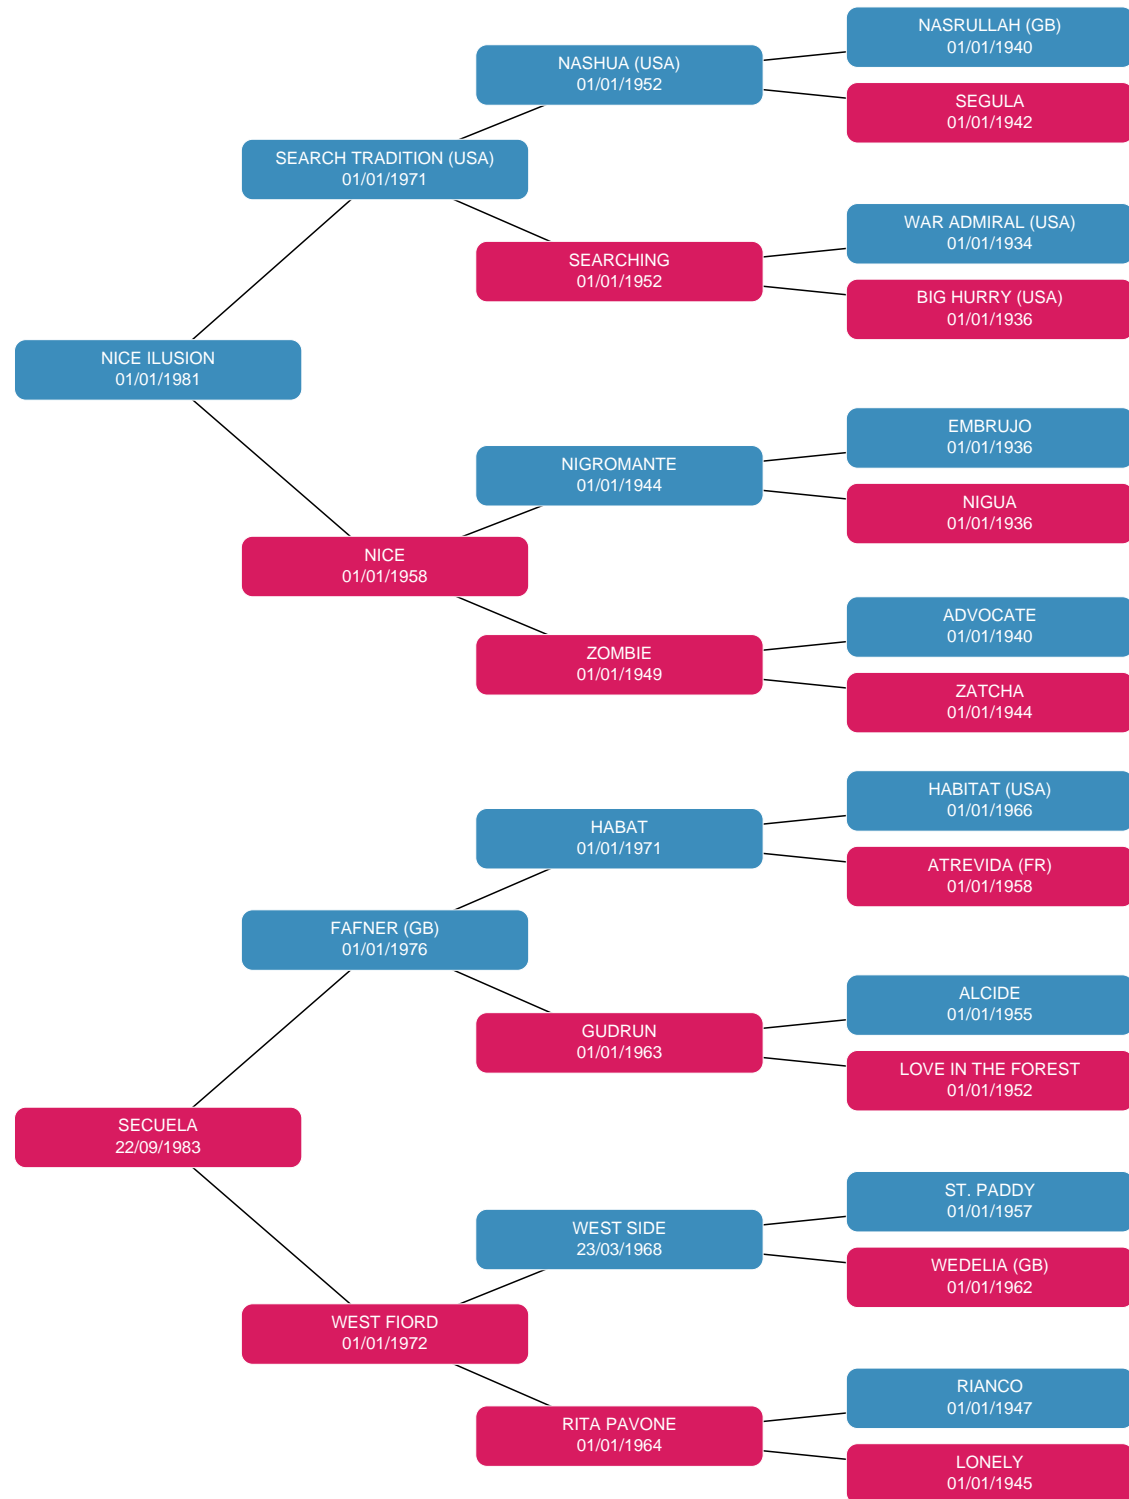 NASRULLAH (GB)
01/01/1940
NASHUA (USA)
01/01/1952
SEGULA
01/01/1942
SEARCH TRADITION (USA)
01/01/1971
WAR ADMIRAL (USA)
01/01/1934
SEARCHING
01/01/1952
BIG HURRY (USA)
01/01/1936
NICE ILUSION
01/01/1981
EMBRUJO
01/01/1936
NIGROMANTE
01/01/1944
NIGUA
01/01/1936
NICE
01/01/1958
ADVOCATE
01/01/1940
ZOMBIE
01/01/1949
ZATCHA
01/01/1944
HABITAT (USA)
01/01/1966
HABAT
01/01/1971
ATREVIDA (FR)
01/01/1958
FAFNER (GB)
01/01/1976
ALCIDE
01/01/1955
GUDRUN
01/01/1963
LOVE IN THE FOREST
01/01/1952
SECUELA
22/09/1983
ST. PADDY
01/01/1957
WEST SIDE
23/03/1968
WEDELIA (GB)
01/01/1962
WEST FIORD
01/01/1972
RIANCO
01/01/1947
RITA PAVONE
01/01/1964
LONELY
01/01/1945